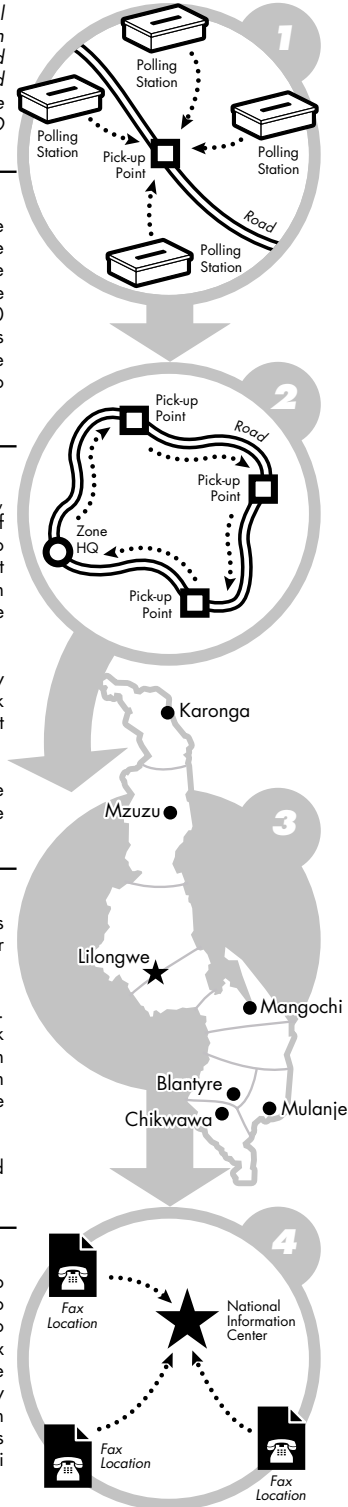 1
Polling
Station
Polling
Station
Polling
Station
Pick-up
Point
Road
Polling
Station
2
Pick-up
Point
Road
Pick-up
Point
Zone
HQ
Pick-up
Point
3
Karonga
Mzuzu
Lilongwe
Mangochi
Blantyre
Chikwawa
Mulanje
4
Fax
Location
National
Information
Center
Fax
Location
Fax
Location